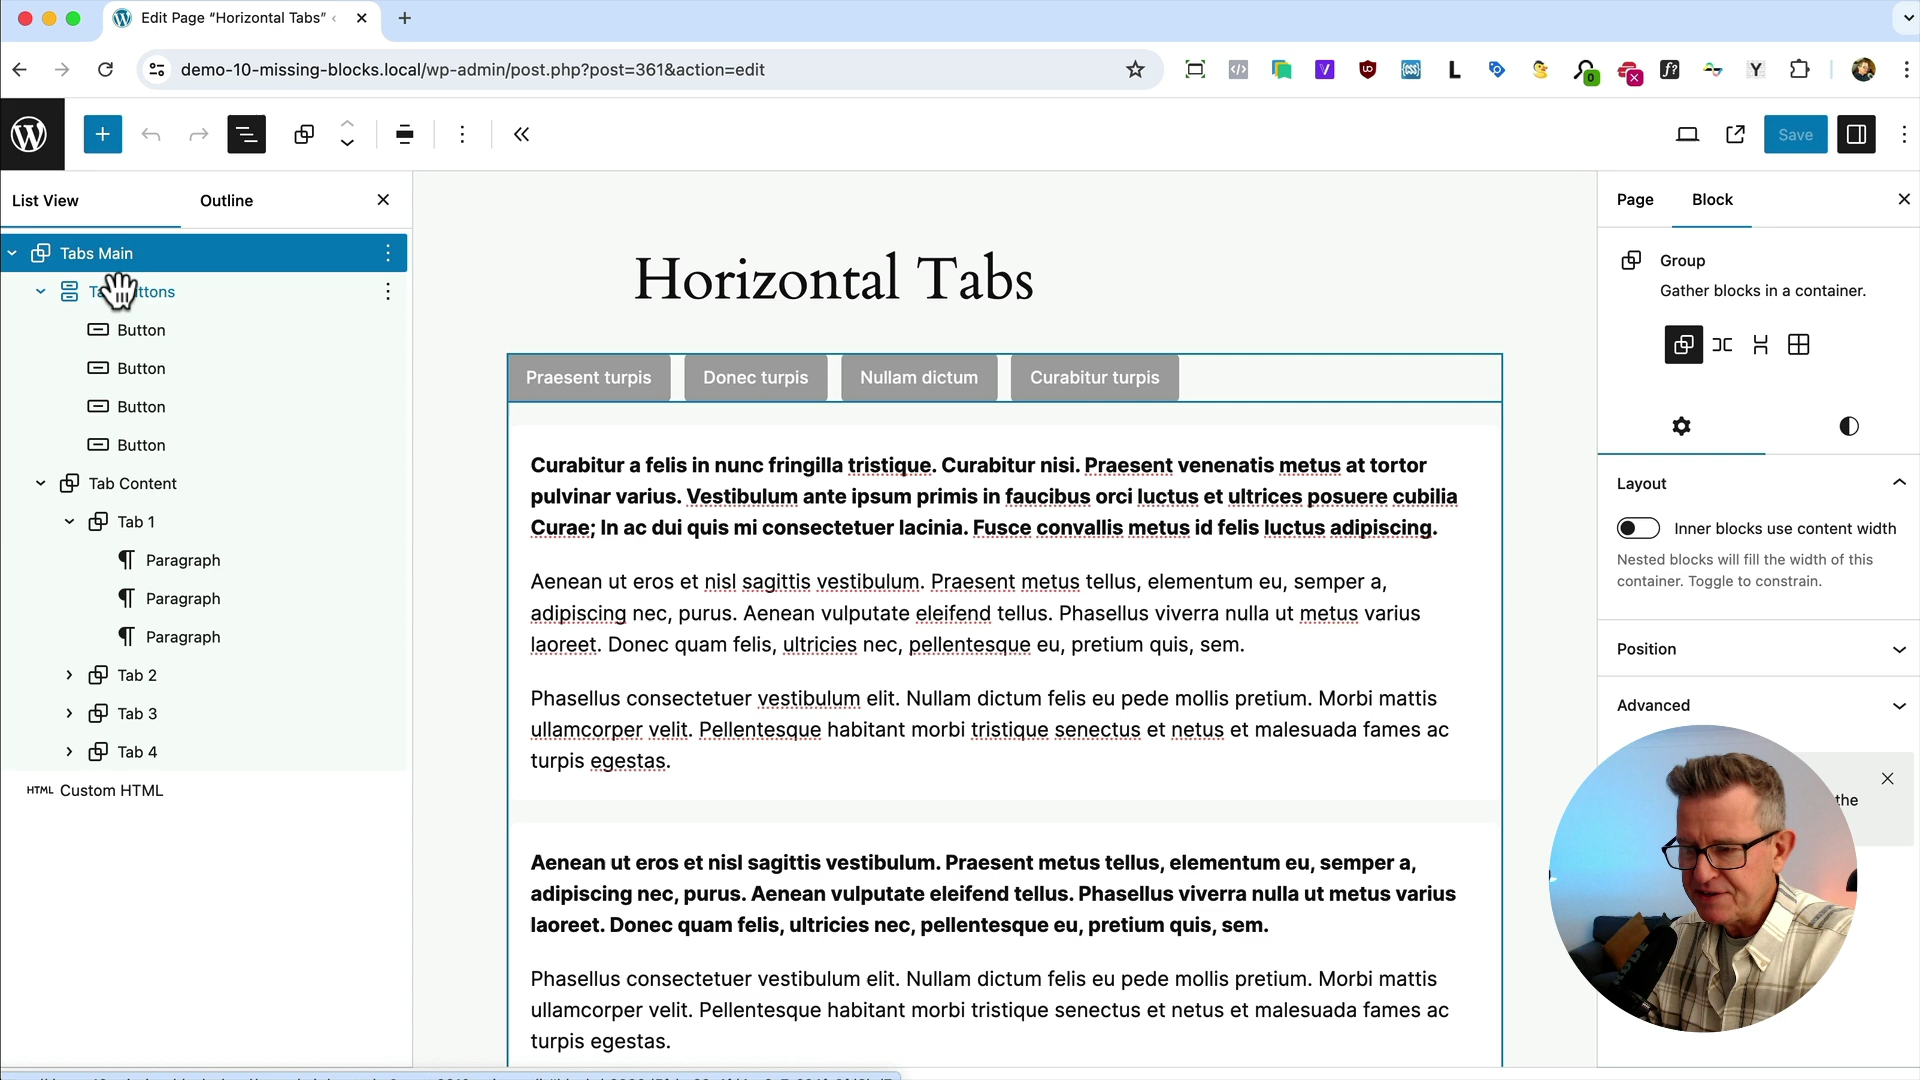 Edit Page “Horizontal Tabs” ‹
demo-10-missing-blocks.local/wp-admin/post.php?post=361&action=edit
Save
List View
Outline
Tabs Main
Button
Button
Button
Button
Tab Content
Tab 1
Paragraph
Paragraph
Paragraph
Tab 2
Tab 3
Tab 4
HTML Custom HTML
Horizontal Tabs
Praesent turpis
Donec turpis
Nullam dictum
Curabitur turpis
Curabitur a felis in nunc fringilla tristique. Curabitur nisi. Praesent venenatis metus at tortor
pulvinar varius. Vestibulum ante ipsum primis in faucibus orci luctus et ultrices posuere cubilia
Curae; In ac dui quis mi consectetuer lacinia. Fusce convallis metus id felis luctus adipiscing.
Aenean ut eros et nisl sagittis vestibulum. Praesent metus tellus, elementum eu, semper a,
adipiscing nec, purus. Aenean vulputate eleifend tellus. Phasellus viverra nulla ut metus varius
laoreet. Donec quam felis, ultricies nec, pellentesque eu, pretium quis, sem.
Phasellus consectetuer vestibulum elit. Nullam dictum felis eu pede mollis pretium. Morbi mattis
ullamcorper velit. Pellentesque habitant morbi tristique senectus et netus et malesuada fames ac
turpis egestas.
Aenean ut eros et nisl sagittis vestibulum. Praesent metus tellus, elementum eu, semper a,
adipiscing nec, purus. Aenean vulputate eleifend tellus. Phasellus viverra nulla ut metus varius
laoreet. Donec quam felis, ultricies nec, pellentesque eu, pretium quis, sem.
Phasellus consectetuer vestibulum elit. Nullam dictum felis eu pede mollis pretium. Morbi mattis
ullamcorper velit. Pellentesque habitant morbi tristique senectus et netus et malesuada fames ac
turpis egestas.
Page
Block
Group
Gather blocks in a container.
Layout
Inner blocks use content width
Nested blocks will fill the width of this
container. Toggle to constrain.
Position
Advanced
the